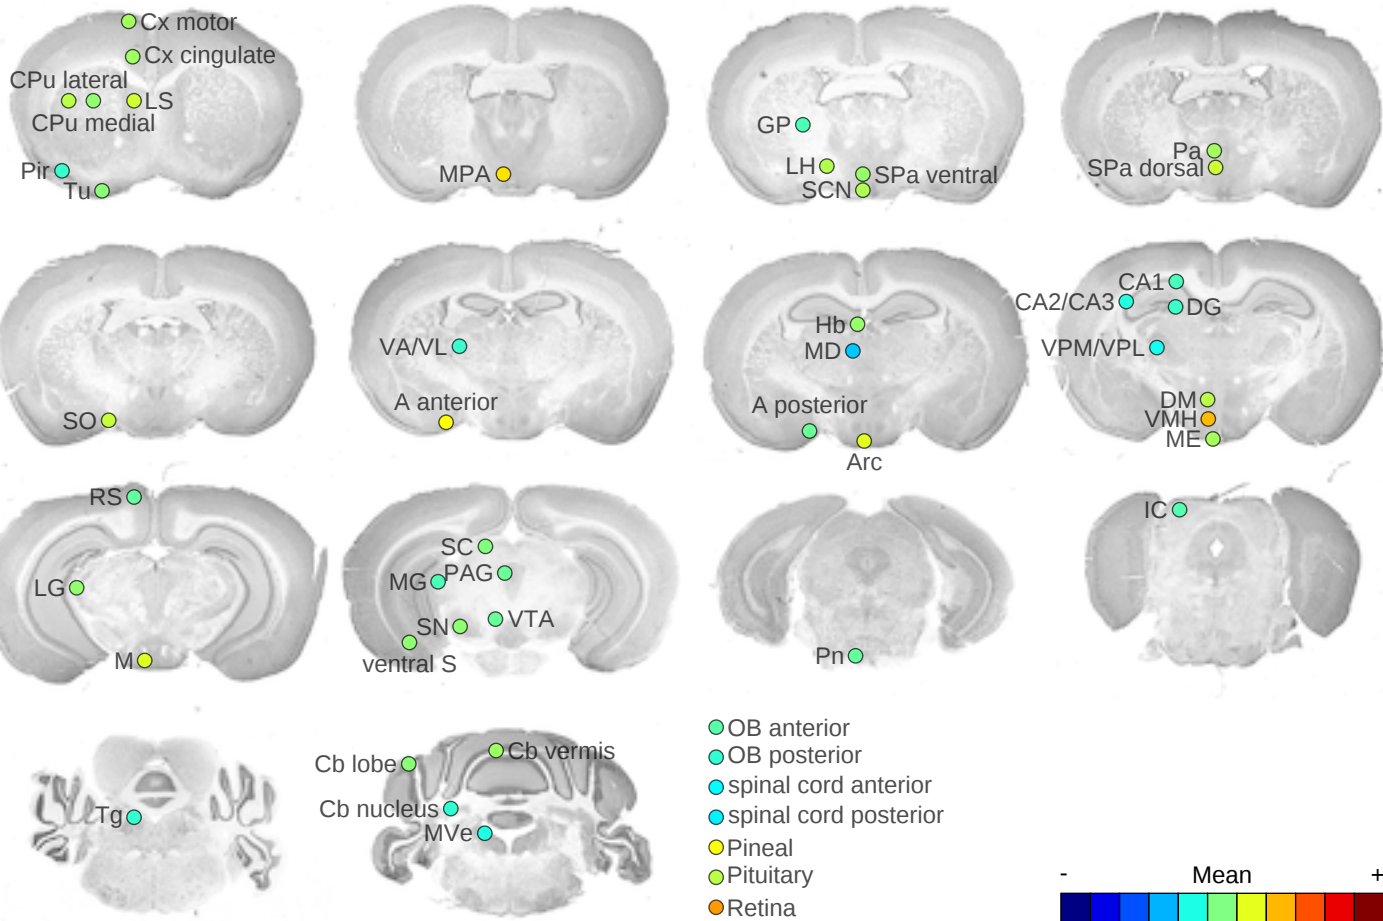 Cx motor
Cx cingulate
CPu lateral
LS
CPu medial
Pir
Tu
MPA
GP
LH
SPa ventral
SCN
Pa
SPa dorsal
SO
VA/VL
A anterior
Hb
MD
A posterior
Arc
CA1
CA2/CA3
DG
VPM/VPL
DM
VMH
ME
RS
LG
M
SC
MG
PAG
SN
VTA
ventral S
Pn
IC
Tg
Cb lobe
Cb vermis
Cb nucleus
MVe
OB anterior
OB posterior
spinal cord anterior
spinal cord posterior
Pineal
Pituitary
Retina
- Mean +